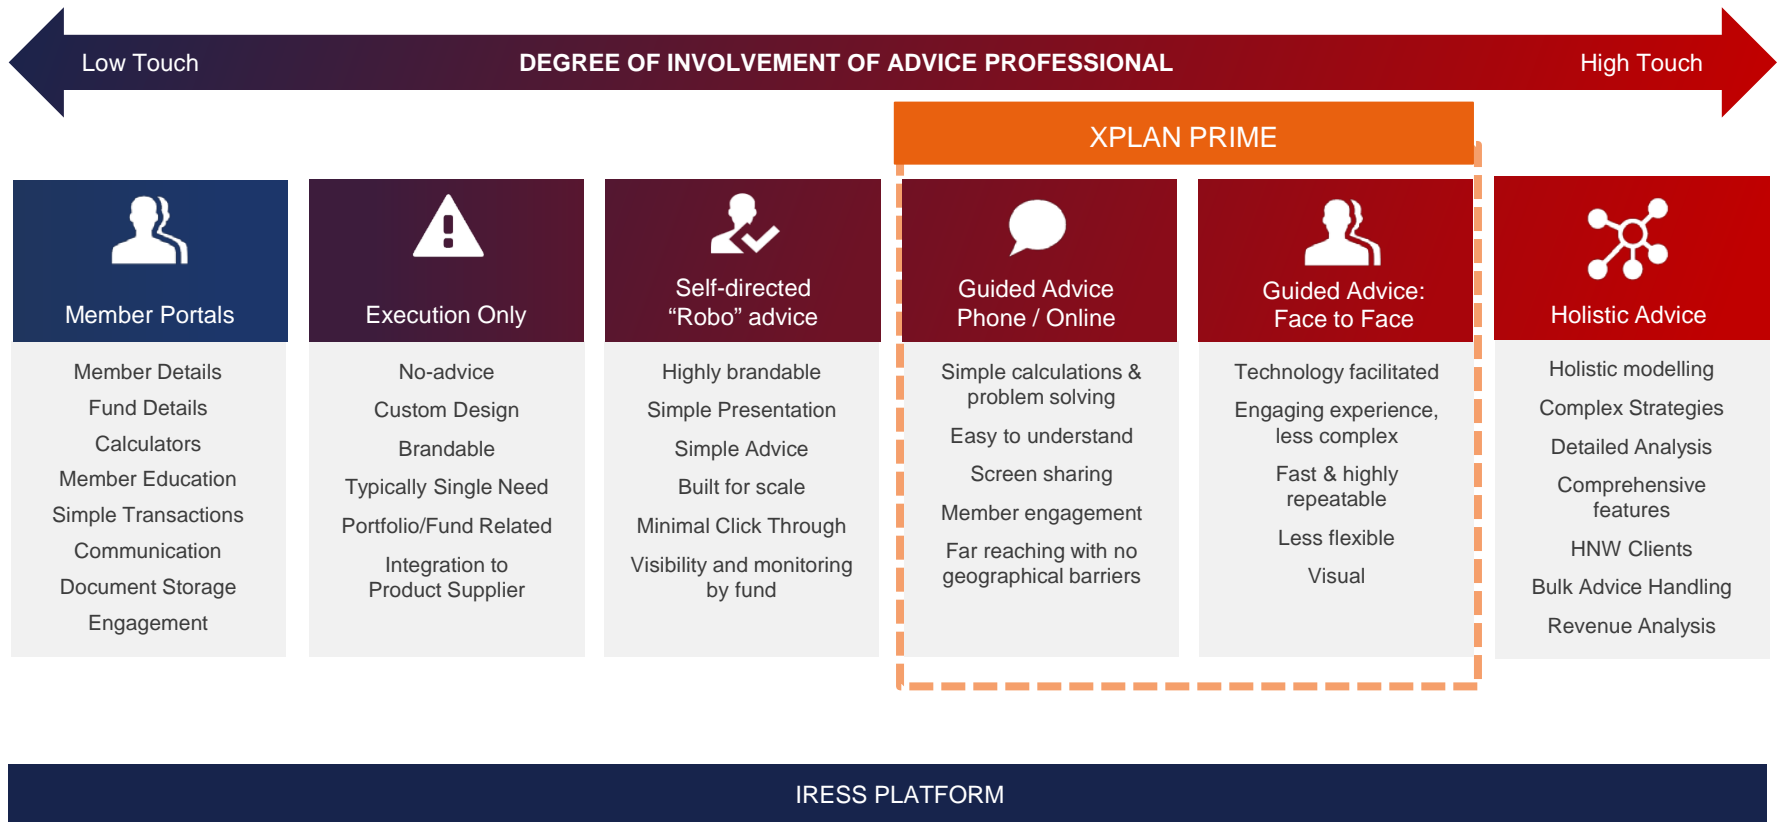 Low Touch
DEGREE OF INVOLVEMENT OF ADVICE PROFESSIONAL
High Touch
XPLAN PRIME
Member Portals
Member Details
Fund Details
Calculators
Member Education
Simple Transactions
Communication
Document Storage
Engagement
Execution Only
No-advice
Custom Design
Brandable
Typically Single Need
Portfolio/Fund Related
Integration to
Product Supplier
Self-directed
“Robo” advice
Highly brandable
Simple Presentation
Simple Advice
Built for scale
Minimal Click Through
Visibility and monitoring
by fund
Guided Advice
Phone / Online
Simple calculations &
problem solving
Easy to understand
Screen sharing
Member engagement
Far reaching with no
geographical barriers
Guided Advice:
Face to Face
Technology facilitated
Engaging experience,
less complex
Fast & highly
repeatable
Less flexible
Visual
Holistic Advice
Holistic modelling
Complex Strategies
Detailed Analysis
Comprehensive
features
HNW Clients
Bulk Advice Handling
Revenue Analysis
IRESS PLATFORM